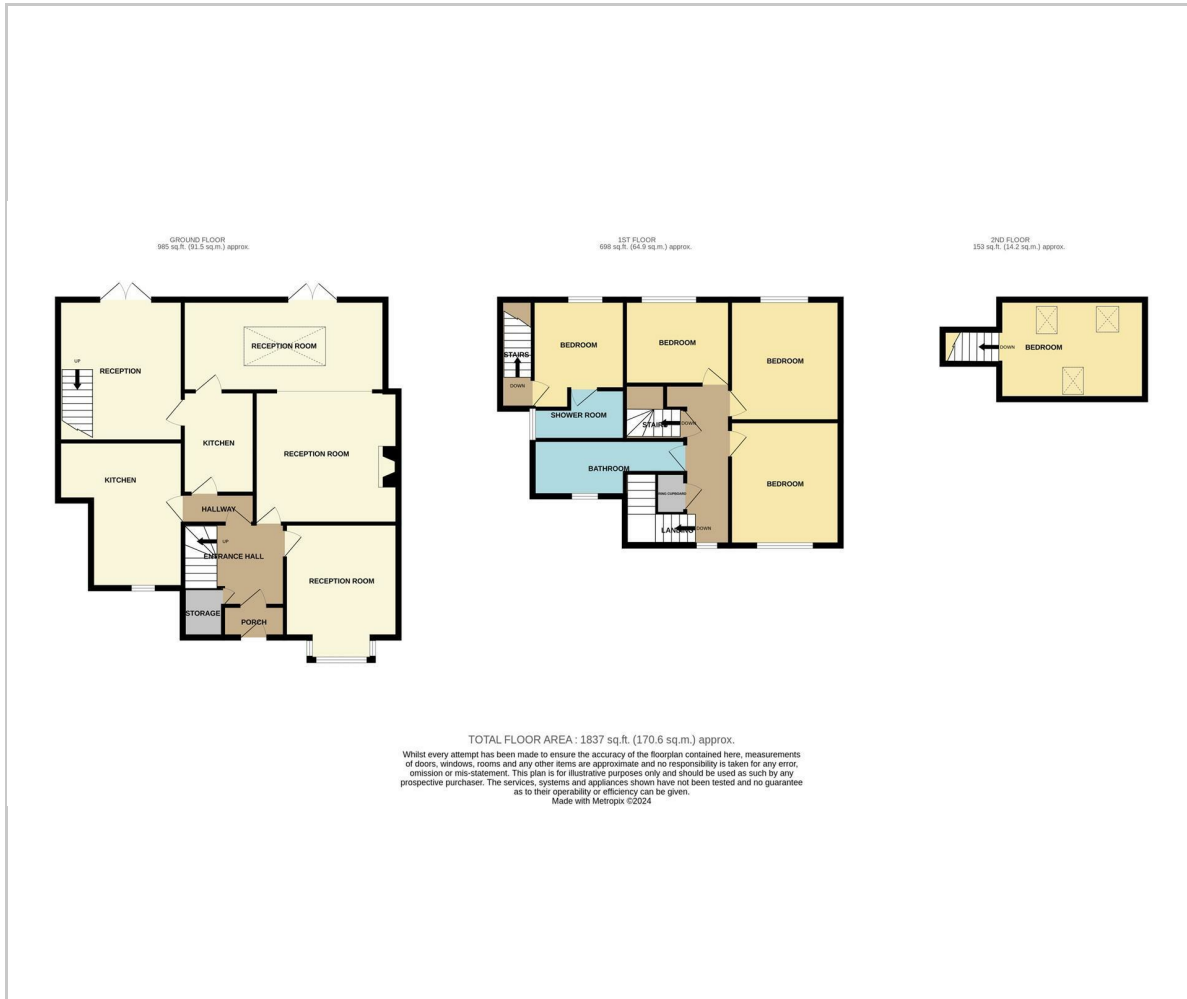 GROUND FLOOR
985 sq.ft. (91.5 sq.m.) approx.
UP
RECEPTION
RECEPTION ROOM
KITCHEN
RECEPTION ROOM
KITCHEN
HALLWAY
UP
ENTRANCE HALL
RECEPTION ROOM
STORAGE
PORCH
1ST FLOOR
698 sq.ft. (64.9 sq.m.) approx.
STAIRS
DOWN
BEDROOM
BEDROOM
BEDROOM
SHOWER ROOM
STAIRS
DOWN
BATHROOM
BEDROOM
CUPBOARD
LANDING
DOWN
2ND FLOOR
153 sq.ft. (14.2 sq.m.) approx.
DOWN
BEDROOM
TOTAL FLOOR AREA : 1837 sq.ft. (170.6 sq.m.) approx.
Whilst every attempt has been made to ensure the accuracy of the floorplan contained here, measurements
of doors, windows, rooms and any other items are approximate and no responsibility is taken for any error,
omission or mis-statement. This plan is for illustrative purposes only and should be used as such by any
prospective purchaser. The services, systems and appliances shown have not been tested and no guarantee
as to their operability or efficiency can be given.
Made with Metropix ©2024